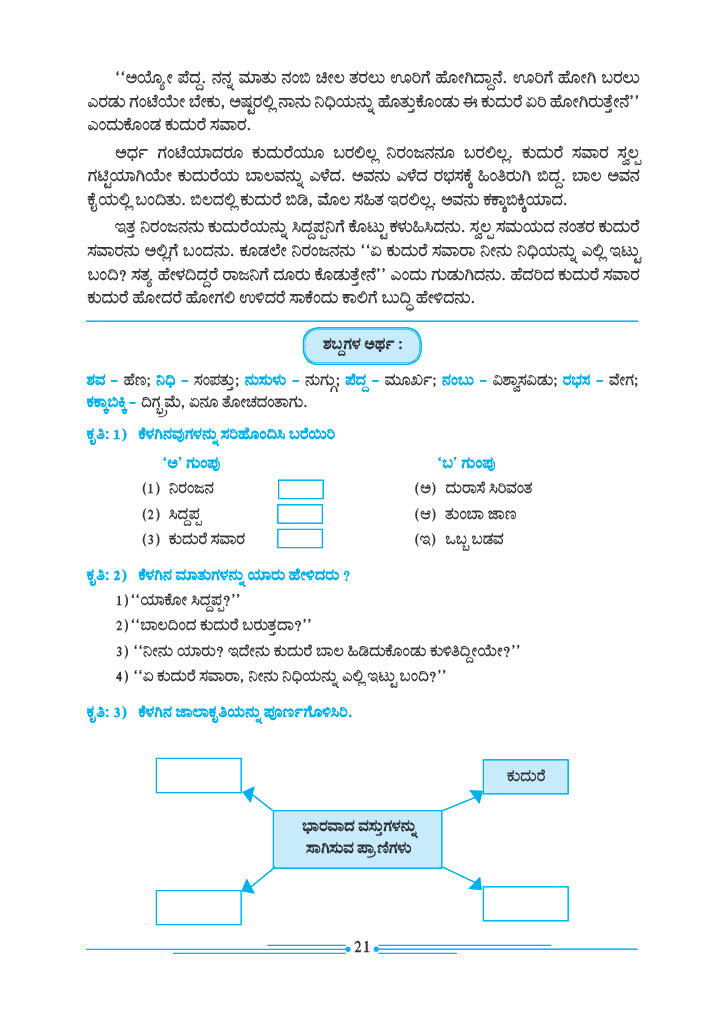 ‘‘ಅಯ್ಯೋ ಪೆದ್ದ. ನನ್ನ ಮಾತು ನಂಬಿ ಚೀಲ ತರಲು ಊರಿಗೆ ಹೋಗಿದ್ದಾನೆ. ಊರಿಗೆ ಹೋಗಿ ಬರಲು
ಎರಡು ಗಂಟೆಯೇ ಬೇಕು, ಅಷ್ಟರಲ್ಲಿ ನಾನು ನಿಧಿಯನ್ನು ಹೊತ್ತುಕೊಂಡು ಈ ಕುದುರೆ ಏರಿ ಹೋಗಿರುತ್ತೇನೆ’’
ಎಂದುಕೊಂಡ ಕುದುರೆ ಸವಾರ.
ಅರ್ಧ ಗಂಟೆಯಾದರೂ ಕುದುರೆಯೂ ಬರಲಿಲ್ಲ ನಿರಂಜನನೂ ಬರಲಿಲ್ಲ. ಕುದುರೆ ಸವಾರ ಸ್ವಲ್ಪ
ಗಟ್ಟಿಯಾಗಿಯೇ ಕುದುರೆಯ ಬಾಲವನ್ನು ಎಳೆದ. ಅವನು ಎಳೆದ ರಭಸಕ್ಕೆ ಹಿಂತಿರುಗಿ ಬಿದ್ದ. ಬಾಲ ಅವನ
ಕೈಯಲ್ಲಿ ಬಂದಿತು. ಬಿಲದಲ್ಲಿ ಕುದುರೆ ಬಿಡಿ, ಮೊಲ ಸಹಿತ ಇರಲಿಲ್ಲ. ಅವನು ಕಕ್ಕಾಬಿಕ್ಕಿಯಾದ.
ಇತ್ತ ನಿರಂಜನನು ಕುದುರೆಯನ್ನು ಸಿದ್ದಪ್ಪನಿಗೆ ಕೊಟ್ಟು ಕಳುಹಿಸಿದನು. ಸ್ವಲ್ಪ ಸಮಯದ ನಂತರ ಕುದುರೆ
ಸವಾರನು ಅಲ್ಲಿಗೆ ಬಂದನು. ಕೂಡಲೇ ನಿರಂಜನನು ‘‘ಏ ಕುದುರೆ ಸವಾರಾ ನೀನು ನಿಧಿಯನ್ನು ಎಲ್ಲಿ ಇಟ್ಟು
ಬಂದಿ? ಸತ್ಯ ಹೇಳದಿದ್ದರೆ ರಾಜನಿಗೆ ದೂರು ಕೊಡುತ್ತೇನೆ’’ ಎಂದು ಗುಡುಗಿದನು. ಹೆದರಿದ ಕುದುರೆ ಸವಾರ
ಕುದುರೆ ಹೋದರೆ ಹೋಗಲಿ ಉಳಿದರೆ ಸಾಕೆಂದು ಕಾಲಿಗೆ ಬುದ್ಧಿ ಹೇಳಿದನು.
ಶಬ್ದಗಳ ಅರ್ಥ :
ಶವ – ಹೆಣ; ನಿಧಿ – ಸಂಪತ್ತು; ನುಸುಳು – ನುಗ್ಗು; ಪೆದ್ದ – ಮೂರ್ಖ; ನಂಬು – ವಿಶ್ವಾಸವಿಡು; ರಭಸ – ವೇಗ;
ಕಕ್ಕಾಬಿಕ್ಕಿ – ದಿಗ್ಭ್ರಮೆ, ಏನೂ ತೋಚದಂತಾಗು.
ಕೃತಿ: 1) ಕೆಳಗಿನವುಗಳನ್ನು ಸರಿಹೊಂದಿಸಿ ಬರೆಯಿರಿ
‘ಅ’ ಗುಂಪು ‘ಬ’ ಗುಂಪು
(1) ನಿರಂಜನ (ಅ) ದುರಾಸೆ ಸಿರಿವಂತ
(2) ಸಿದ್ದಪ್ಪ (ಆ) ತುಂಬಾ ಜಾಣ
(3) ಕುದುರೆ ಸವಾರ (ಇ) ಒಬ್ಬ ಬಡವ
ಕೃತಿ: 2) ಕೆಳಗಿನ ಮಾತುಗಳನ್ನು ಯಾರು ಹೇಳಿದರು ?
1) ‘‘ಯಾಕೋ ಸಿದ್ದಪ್ಪ?’’
2) ‘‘ಬಾಲದಿಂದ ಕುದುರೆ ಬರುತ್ತದಾ?’’
3) ‘‘ನೀನು ಯಾರು? ಇದೇನು ಕುದುರೆ ಬಾಲ ಹಿಡಿದುಕೊಂಡು ಕುಳಿತಿದ್ದೀಯೇ?’’
4) ‘‘ಏ ಕುದುರೆ ಸವಾರಾ, ನೀನು ನಿಧಿಯನ್ನು ಎಲ್ಲಿ ಇಟ್ಟು ಬಂದಿ?’’
ಕೃತಿ: 3) ಕೆಳಗಿನ ಜಾಲಾಕೃತಿಯನ್ನು ಪೂರ್ಣಗೊಳಿಸಿರಿ.
ಕುದುರೆ
ಭಾರವಾದ ವಸ್ತುಗಳನ್ನು
ಸಾಗಿಸುವ ಪ್ರಾಣಿಗಳು
21